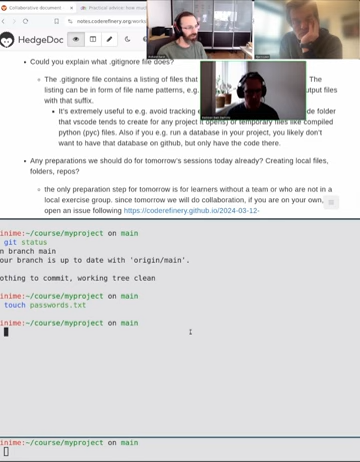 Collaborative document
Practical advice: how mu
notes.coderefinery.org/
HedgeDoc
Could you explain what .gitignore file does?
The .gitignore file contains a listing of files that
The
listing can be in form of file name patterns, e.g.
output files
with that suffix.
It's extremely useful to e.g. avoid tracking
de folder
that vscode tends to create for any project it opens) or temporary files like compiled
python (pyc) files. Also if you e.g. run a database in your project, you likely don't
want to have that database on github, but only have the code there.
Any preparations we should do for tomorrow's sessions today already? Creating local files,
folders, repos?
the only preparation step for tomorrow is for learners without a team or who are not in a
local exercise group. since tomorrow we will do collaboration, if you are on your own,
open an issue following https://coderefinery.github.io/2024-03-12-
inime:~/course/myproject on main
git status
n branch main
our branch is up to date with 'origin/main'.
othing to commit, working tree clean
inime:~/course/myproject on main
touch passwords.txt
inime:~/course/myproject on main
inime:~/course/myproject on main